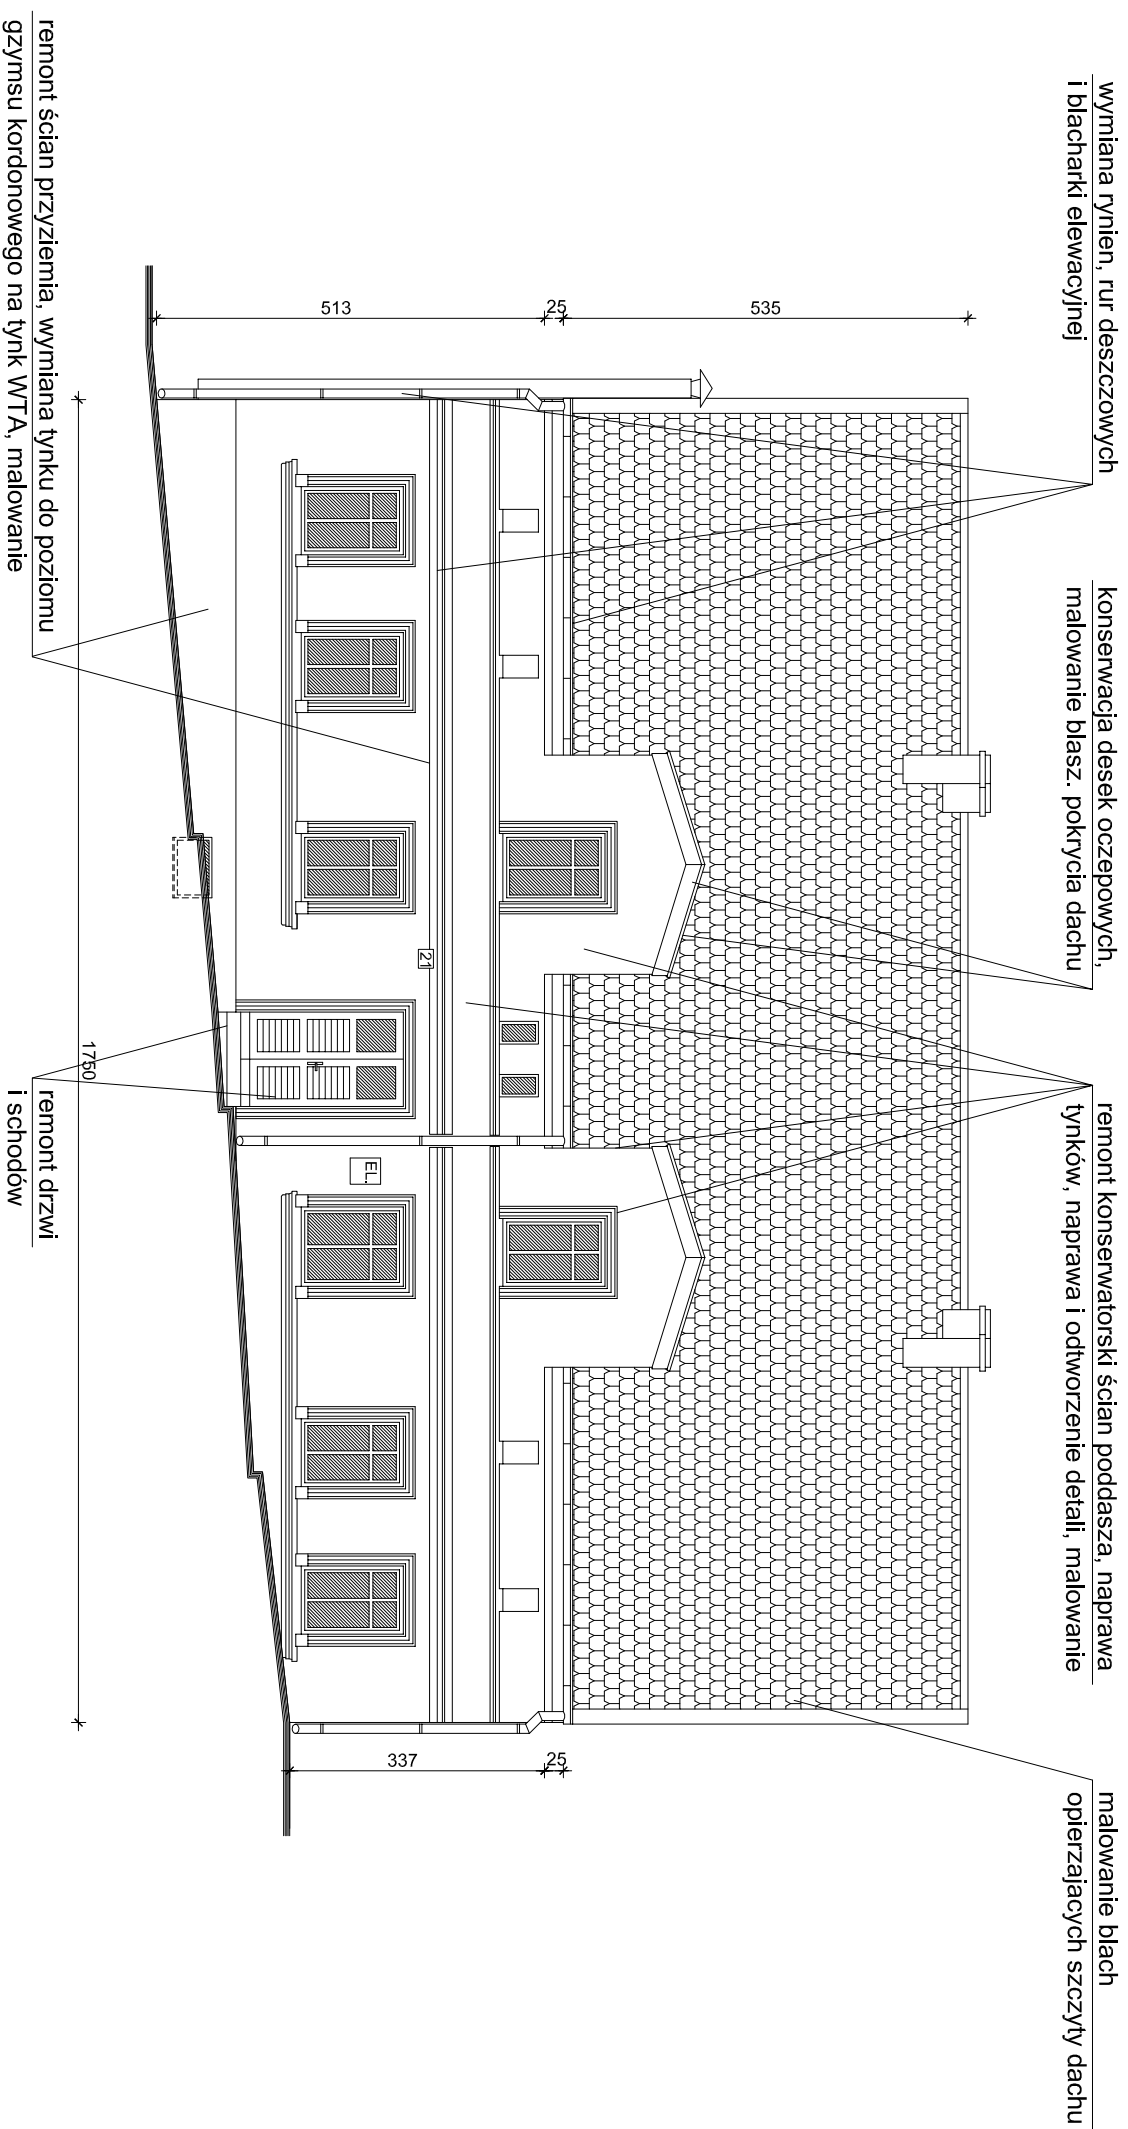 wymiana rynien, rur deszczowych
i blacharki elewacyjnej
konserwacja desek oczepowych,
malowanie blasz. pokrycia dachu
remont konserwatorski ścian poddasza, naprawa
tynków, naprawa i odtworzenie detali, malowanie
malowanie blach
opierzajacych szczyty dachu
535
25
513
25
337
21
EL.
1750
remont ścian przyziemia, wymiana tynku do poziomu
gzymsu kordonowego na tynk WTA, malowanie
remont drzwi
i schodów